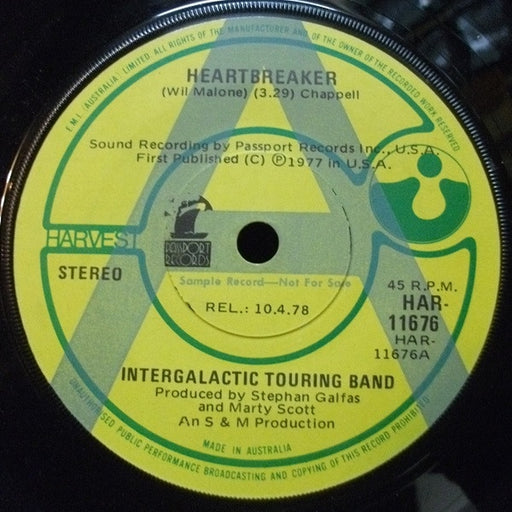 E.M.I. (AUSTRALIA) LIMITED. ALL RIGHTS OF THE MANUFACTURER AND OF THE OWNER OF THE RECORDED WORK RESERVED
HEARTBREAKER
(Wil Malone) (3.29) Chappell
Sound Recording by Passport Records Inc., U.S.A.
First Published (C) Ⓟ1977 in U.S.A.
HARVEST
PASSPORT
RECORDS
STEREO
Sample Record—Not For Sale
REL.: 10.4.78
45 R.P.M.
HAR-
11676
HAR-
11676A
INTERGALACTIC TOURING BAND
Produced by Stephan Galfas
and Marty Scott
An S & M Production
MADE IN AUSTRALIA
UNAUTHORISED PUBLIC PERFORMANCE BROADCASTING AND COPYING OF THIS RECORD PROHIBITED
A